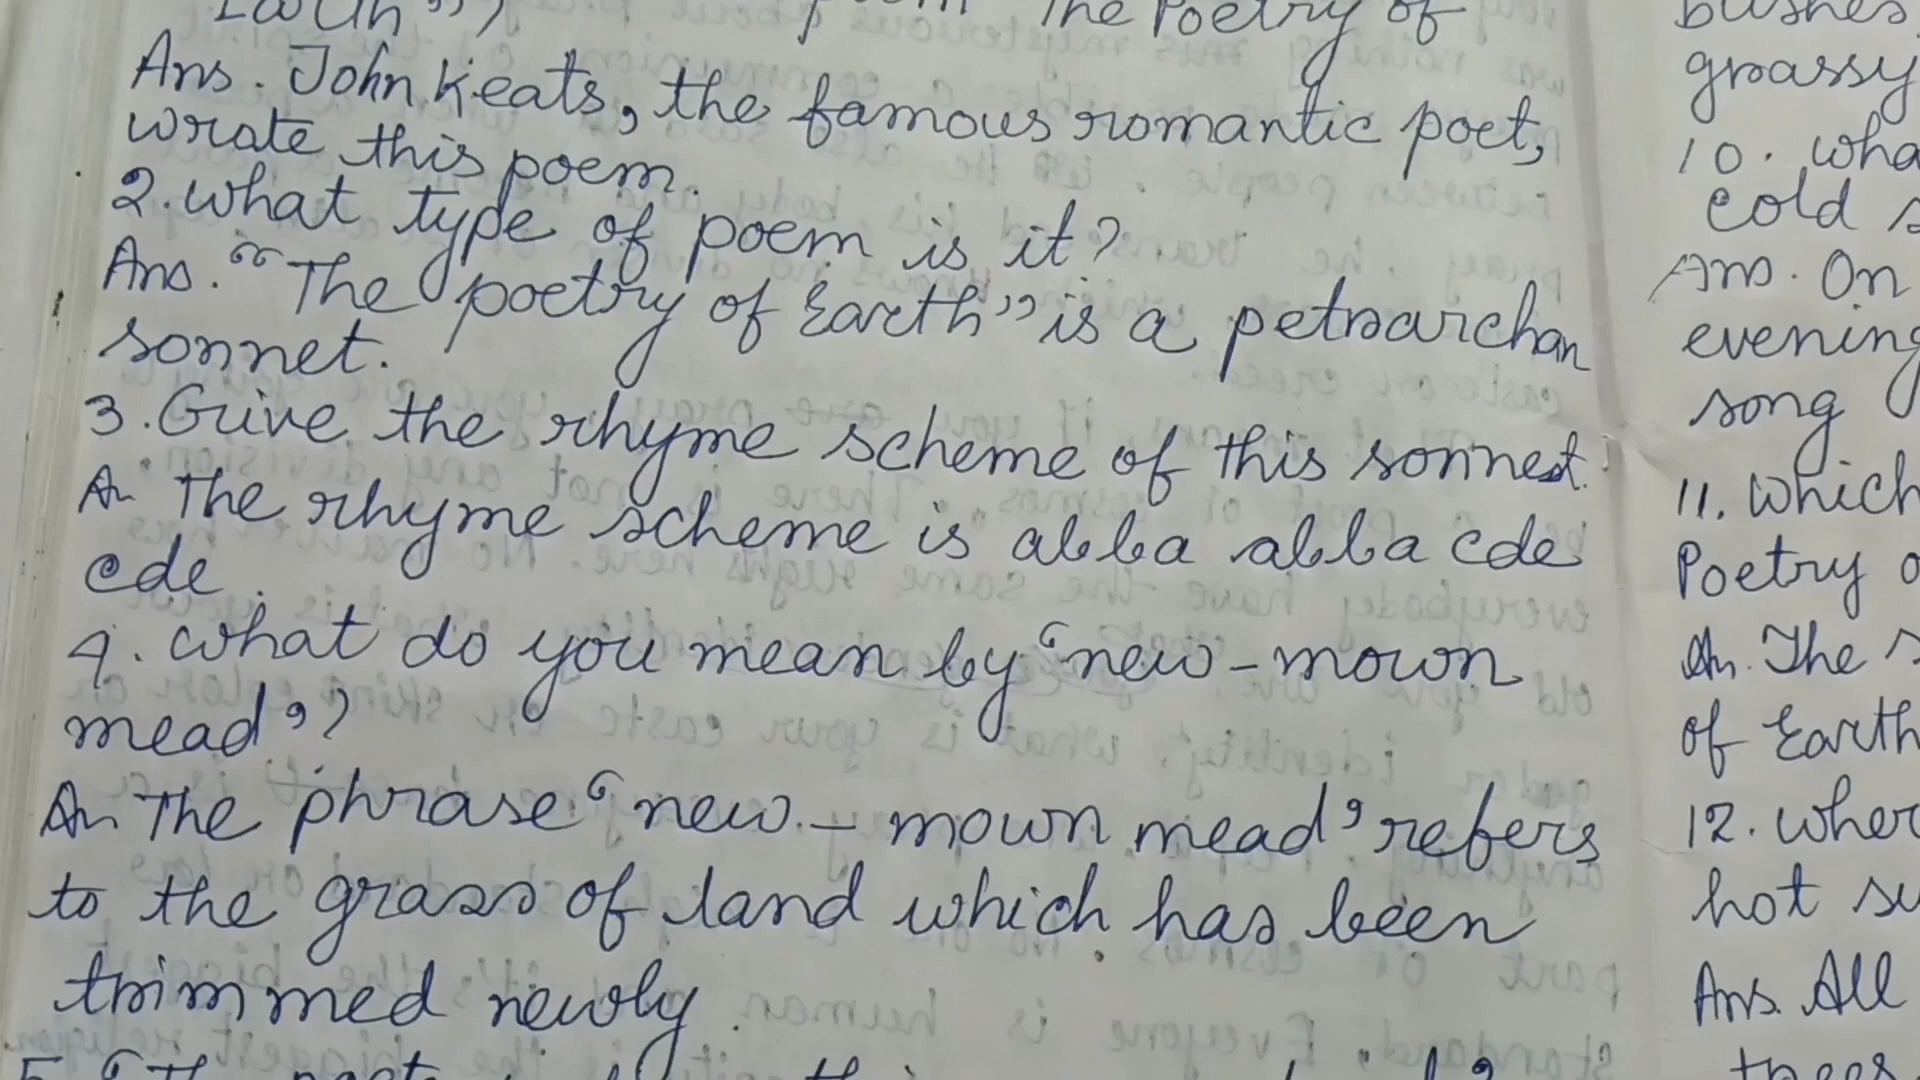 The Poetry of
Ans. John Keats, the famous romantic poet,
wrote this poem.
2. what type of poem is it?
Ans. "The poetry of Earth" is a petrarchan
sonnet.
3. Give the rhyme scheme of this sonnet.
An The rhyme scheme is abba abba cde
cde.
4. What do you mean by 'new-mown
mead'?
An The phrase 'new-mown mead' refers
to the grass of land which has been
trimmed newly.
grassy
10.
cold
Ans. On
evening
song
11. Which
Poetry
An. The
of Earth
12.
hot
Ans. All
trees